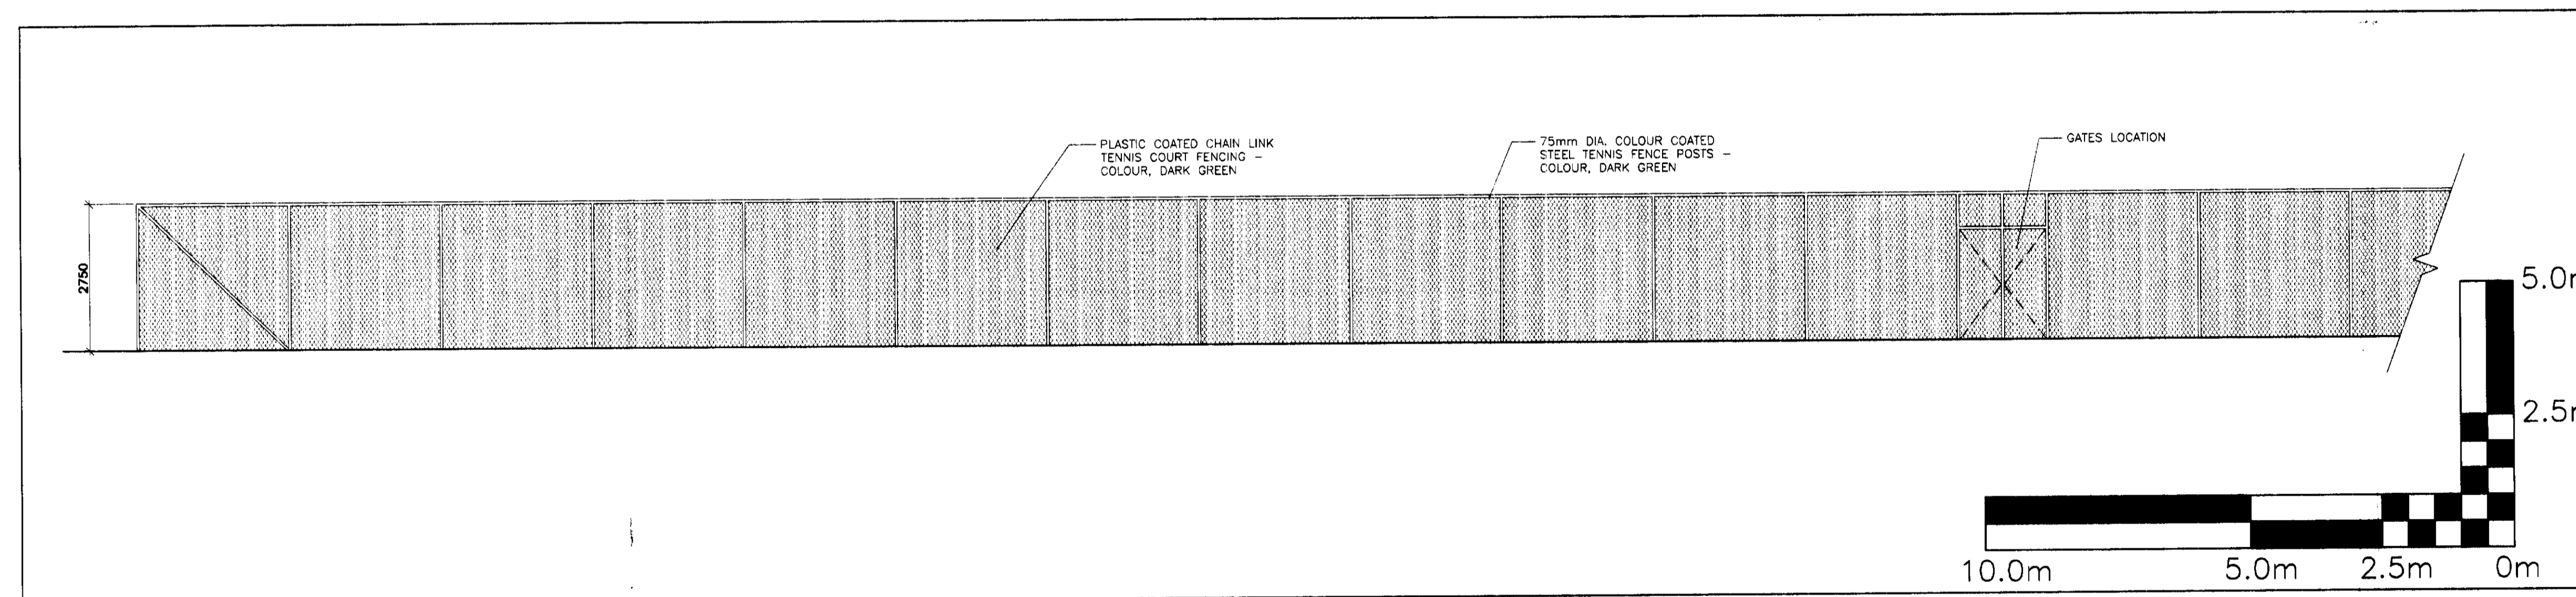 PLASTIC COATED CHAIN LINK
TENNIS COURT FENCING –
COLOUR, DARK GREEN
75mm DIA. COLOUR COATED
STEEL TENNIS FENCE POSTS –
COLOUR, DARK GREEN
GATES LOCATION
2750
5.0m
2.5m
10.0m
5.0m
2.5m
0m